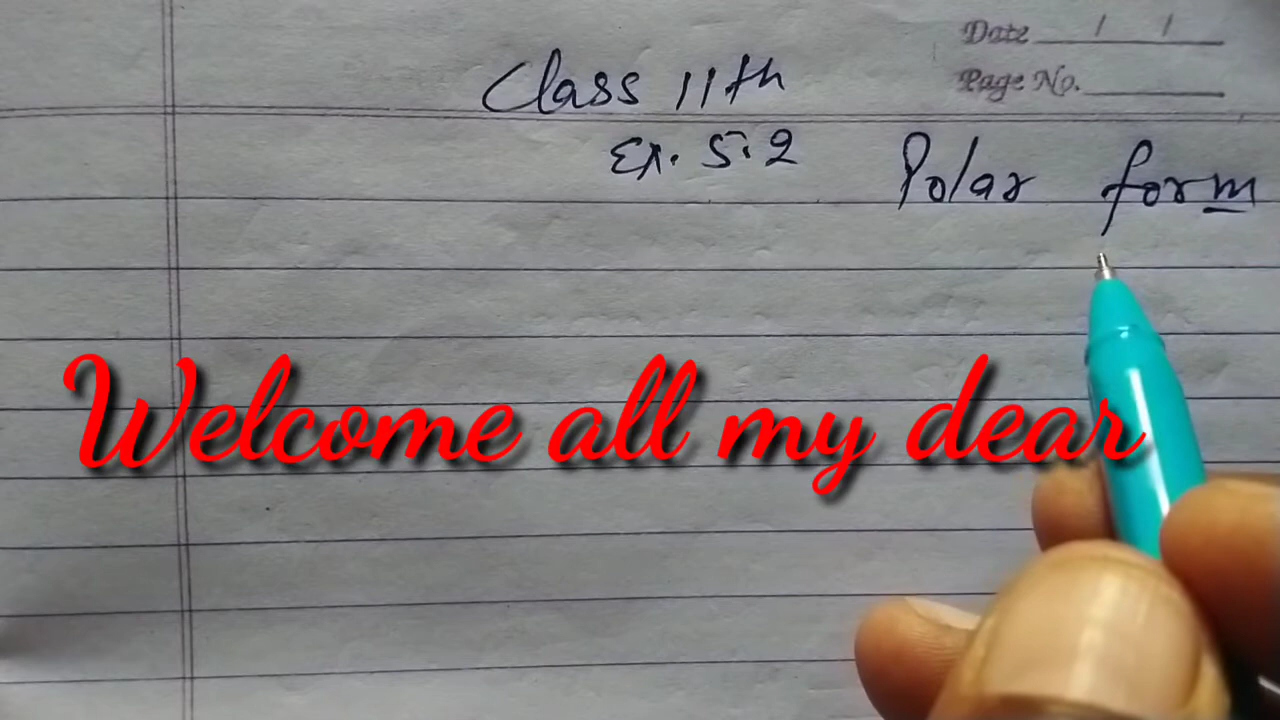 Date / /
Page No.
Class 11th
Ex. 5.2 Polar form
Welcome all my dear